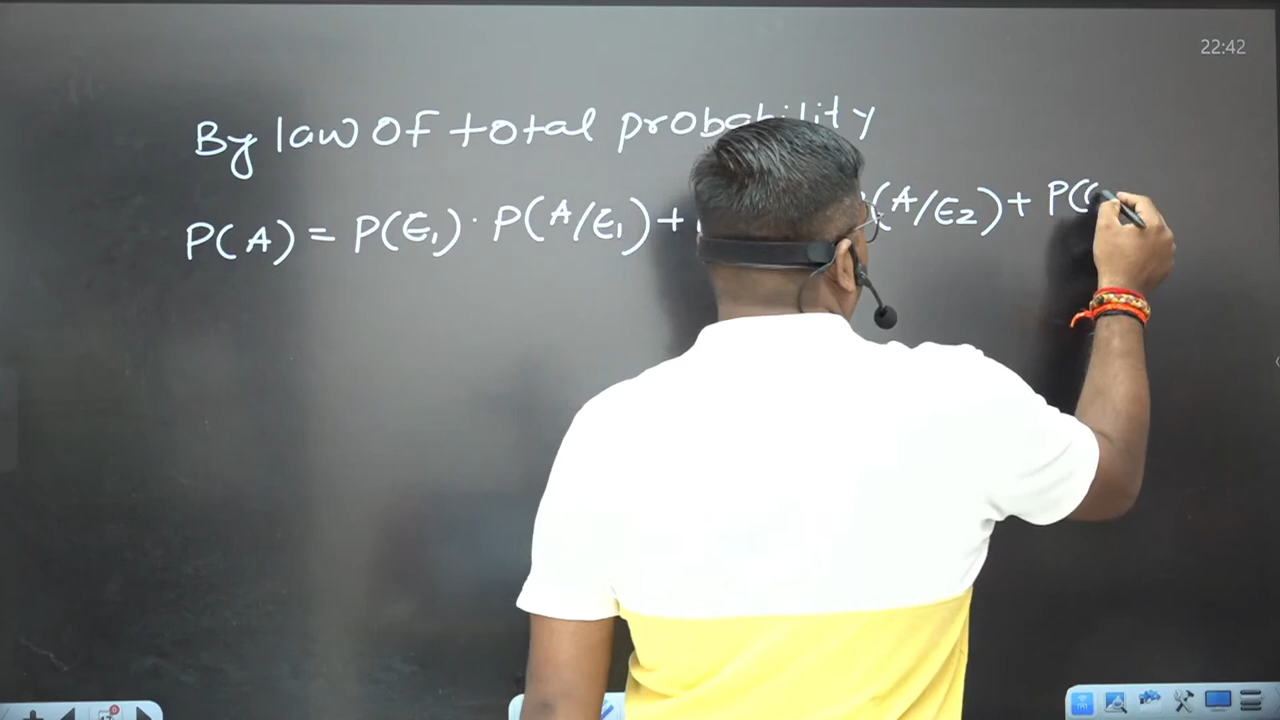 22:42
By law of total probability
P(A) = P(E₁) · P(A/E₁) + (A/E₂) + P(